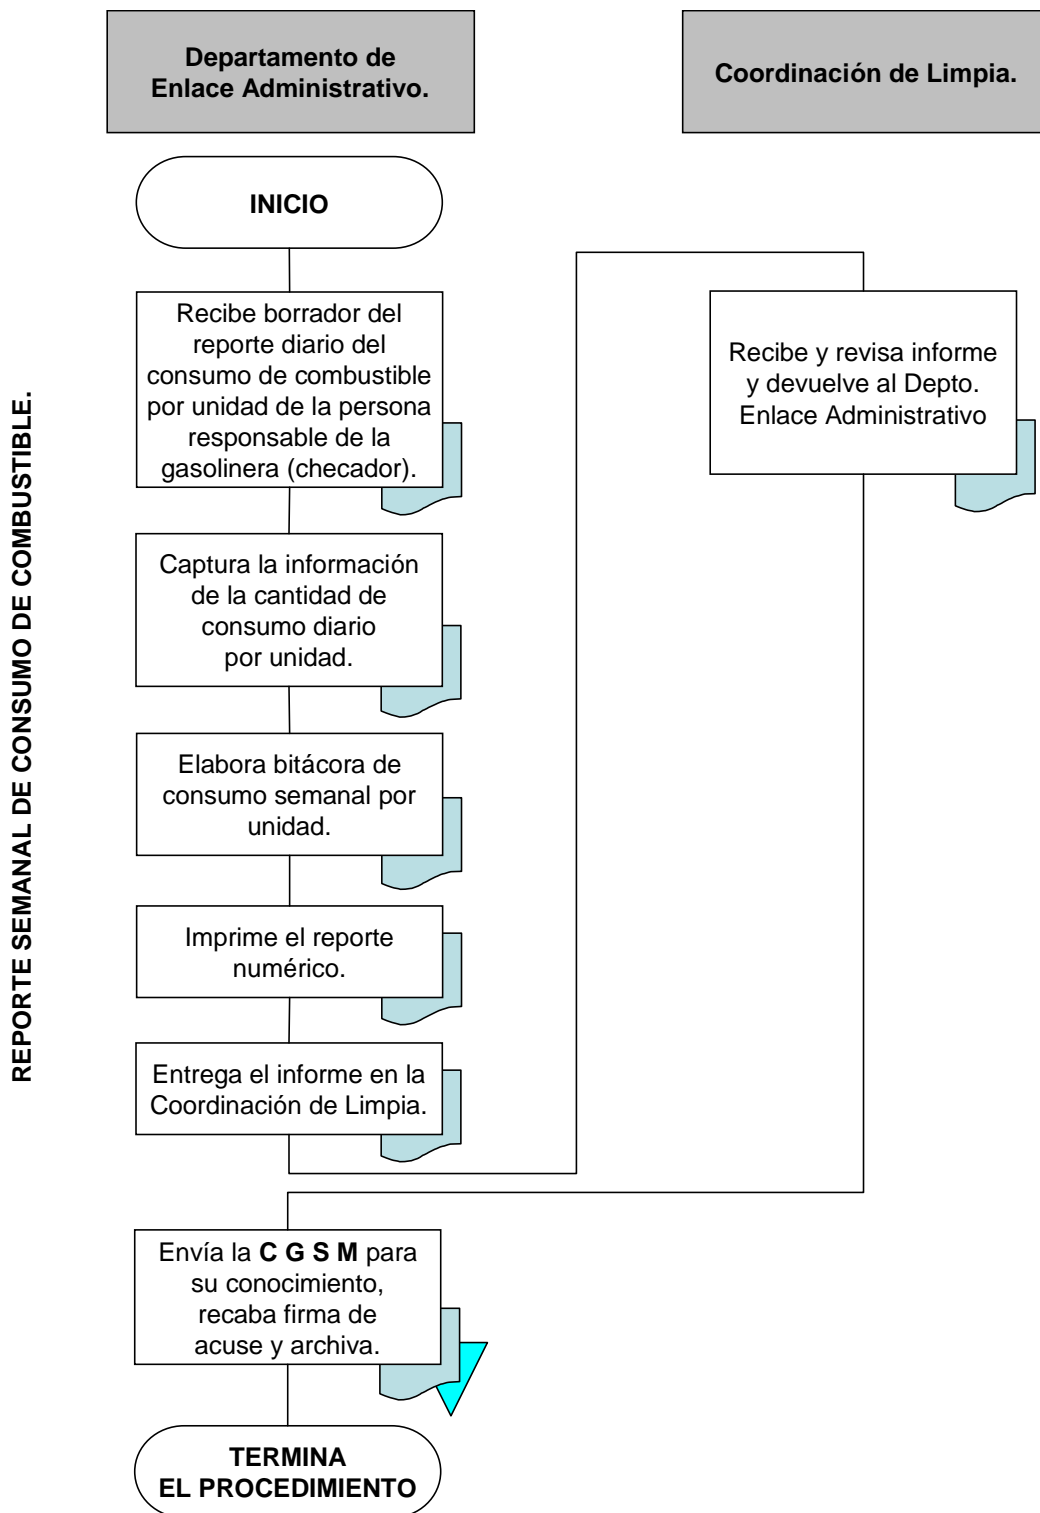 REPORTE SEMANAL DE CONSUMO DE COMBUSTIBLE.
Departamento de
Enlace Administrativo.
Coordinación de Limpia.
INICIO
Recibe borrador del
reporte diario del
consumo de combustible
por unidad de la persona
responsable de la
gasolinera (checador).
Captura la información
de la cantidad de
consumo diario
por unidad.
Elabora bitácora de
consumo semanal por
unidad.
Imprime el reporte
numérico.
Entrega el informe en la
Coordinación de Limpia.
Recibe y revisa informe
y devuelve al Depto.
Enlace Administrativo
Envía la C G S M para
su conocimiento,
recaba firma de
acuse y archiva.
TERMINA
EL PROCEDIMIENTO